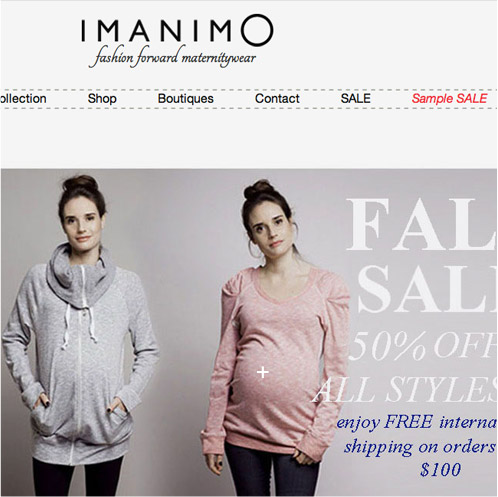 IMANIMO
fashion forward maternitywear
ollection Shop Boutiques Contact SALE Sample SALE
FAL
SAL
50% OFF
ALL STYLES
enjoy FREE interna
shipping on orders
$100